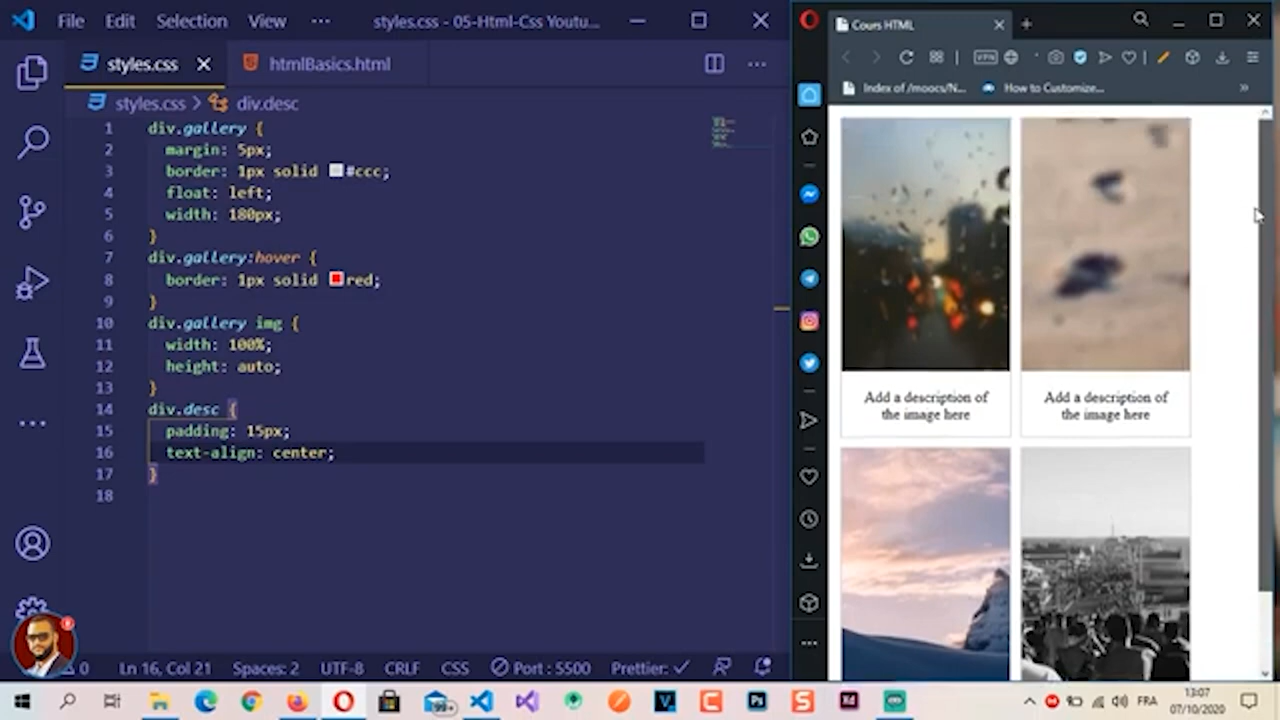 File Edit Selection View ··· styles.css - 05-Html-Css Youtu...
styles.css htmlBasics.html
styles.css > div.desc
1 div.gallery {
2 margin: 5px;
3 border: 1px solid #ccc;
4 float: left;
5 width: 180px;
6 }
7 div.gallery:hover {
8 border: 1px solid red;
9 }
10 div.gallery img {
11 width: 100%;
12 height: auto;
13 }
14 div.desc {
15 padding: 15px;
16 text-align: center;
17 }
18
0 Ln 16, Col 21 Spaces: 2 UTF-8 CRLF CSS Port : 5500 Prettier: ✓
Cours HTML
VPN
Index of /moocs/N... How to Customize... »
Add a description of
the image here
Add a description of
the image here
99+ V Ps S Xd FRA 13:07
07/10/2020